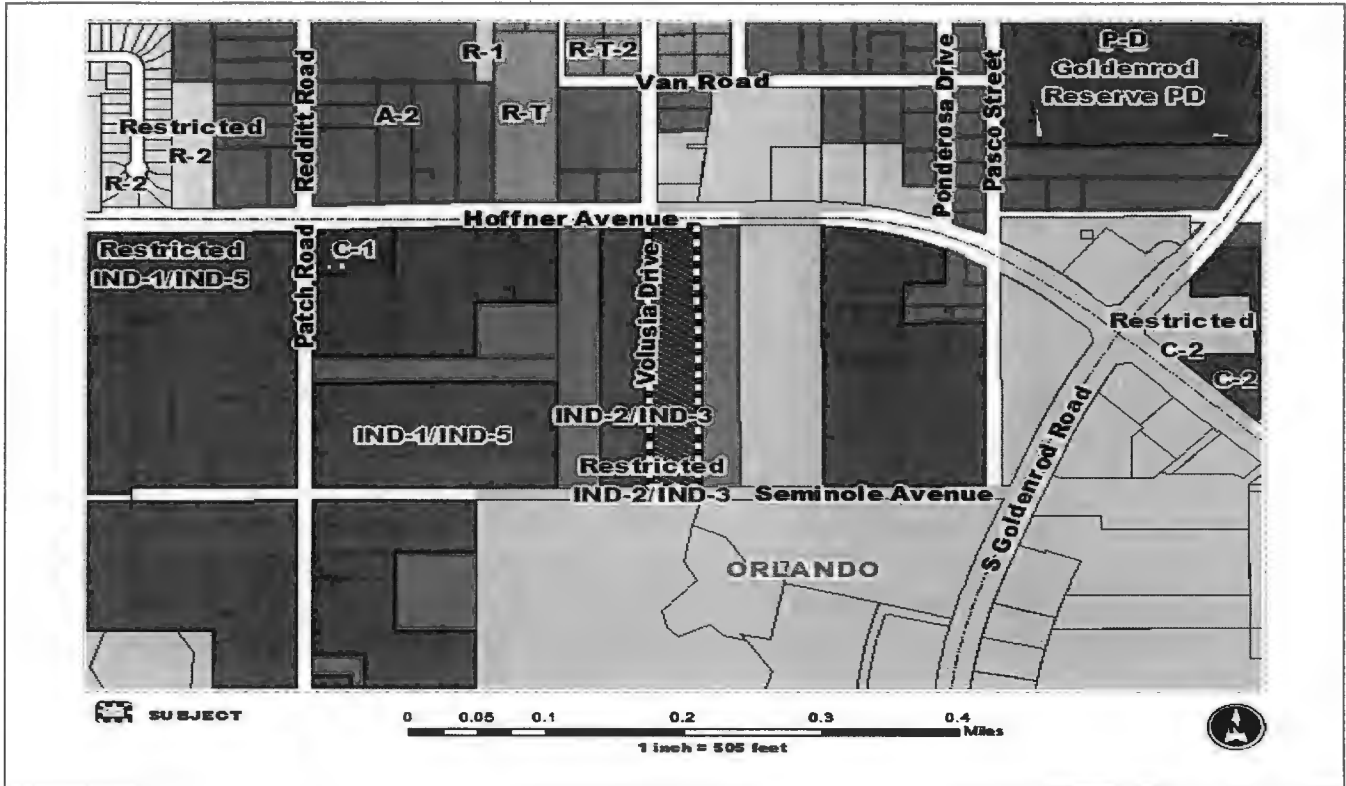 R-1
R-T-2
Van Road
P-D
Goldenrod
Reserve PD
Restricted
R-2
R-2
Redditt Road
A-2
R-T
Ponderosa Drive
Pasco Street
Hoffner Avenue
Restricted
IND-1/IND-5
Patch Road
C-1
Volusia Drive
IND-1/IND-5
IND-2/IND-3
Restricted
IND-2/IND-3
Seminole Avenue
S Goldenrod Road
Restricted
C-2
C-2
ORLANDO
SUBJECT
0 0.05 0.1 0.2 0.3 0.4
Miles
1 inch = 505 feet